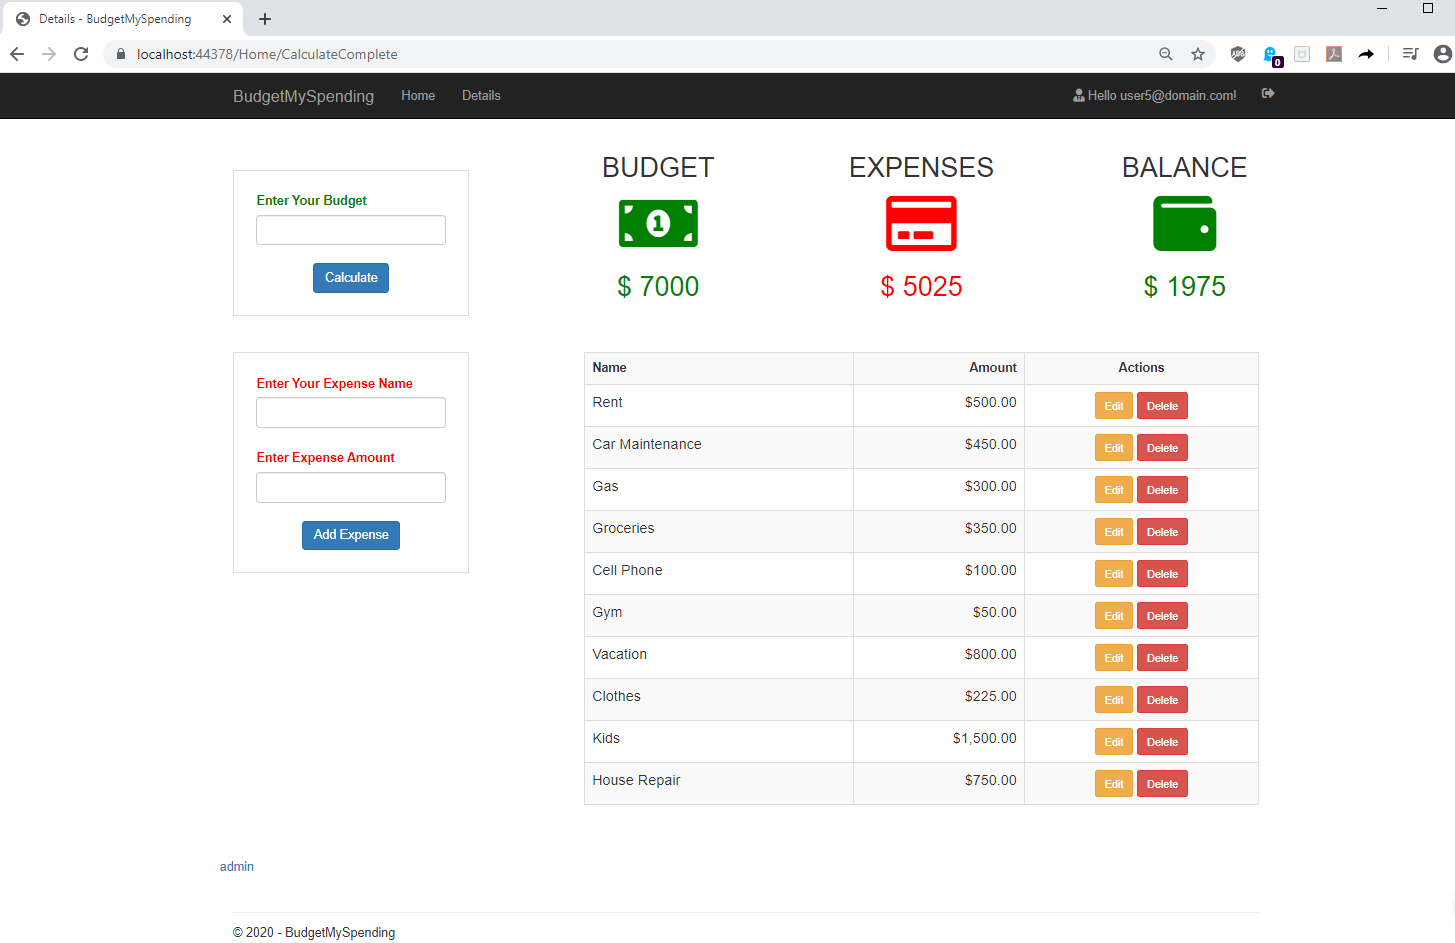 Details - BudgetMySpending
localhost:44378/Home/CalculateComplete
ABP
0
BudgetMySpending Home Details Hello user5@domain.com!
BUDGET EXPENSES BALANCE
1
$ 7000 $ 5025 $ 1975
Enter Your Budget
Calculate
Enter Your Expense Name
Enter Expense Amount
Add Expense
Name Amount Actions
Rent $500.00 Edit Delete
Car Maintenance $450.00 Edit Delete
Gas $300.00 Edit Delete
Groceries $350.00 Edit Delete
Cell Phone $100.00 Edit Delete
Gym $50.00 Edit Delete
Vacation $800.00 Edit Delete
Clothes $225.00 Edit Delete
Kids $1,500.00 Edit Delete
House Repair $750.00 Edit Delete
admin
© 2020 - BudgetMySpending